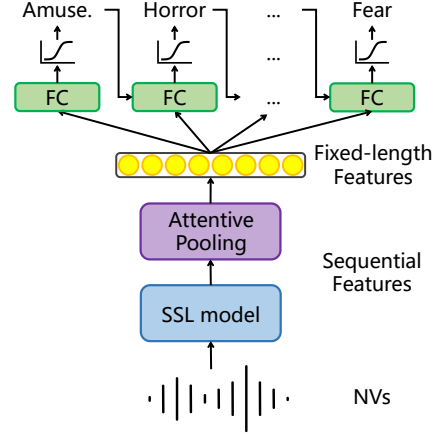 Amuse. Horror ... Fear
...
FC FC ... FC
Fixed-length
Features
Attentive
Pooling
Sequential
Features
SSL model
NVs